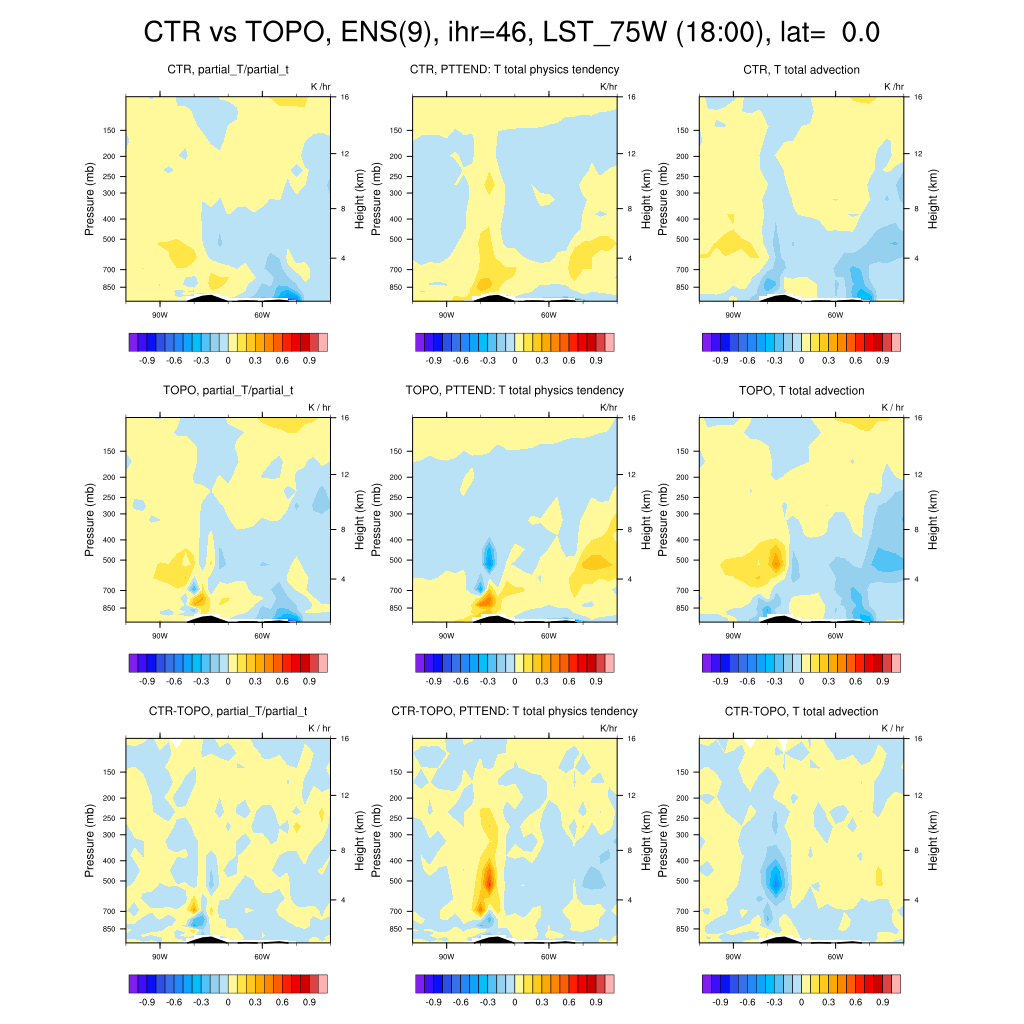 CTR vs TOPO, ENS(9), ihr=46, LST_75W (18:00), lat=  0.0
CTR, partial_T/partial_t
K /hr
Pressure (mb)
150
200
250
300
400
500
700
850
16
12
8
4
Height (km)
90W
60W
-0.9 -0.6 -0.3 0 0.3 0.6 0.9
CTR, PTTEND: T total physics tendency
K /hr
Pressure (mb)
150
200
250
300
400
500
700
850
16
12
8
4
Height (km)
90W
60W
-0.9 -0.6 -0.3 0 0.3 0.6 0.9
CTR, T total advection
K /hr
Pressure (mb)
150
200
250
300
400
500
700
850
16
12
8
4
Height (km)
90W
60W
-0.9 -0.6 -0.3 0 0.3 0.6 0.9
TOPO, partial_T/partial_t
K / hr
Pressure (mb)
150
200
250
300
400
500
700
850
16
12
8
4
Height (km)
90W
60W
-0.9 -0.6 -0.3 0 0.3 0.6 0.9
TOPO, PTTEND: T total physics tendency
K/hr
Pressure (mb)
150
200
250
300
400
500
700
850
16
12
8
4
Height (km)
90W
60W
-0.9 -0.6 -0.3 0 0.3 0.6 0.9
TOPO, T total advection
K / hr
Pressure (mb)
150
200
250
300
400
500
700
850
16
12
8
4
Height (km)
90W
60W
-0.9 -0.6 -0.3 0 0.3 0.6 0.9
CTR-TOPO, partial_T/partial_t
K / hr
Pressure (mb)
150
200
250
300
400
500
700
850
16
12
8
4
Height (km)
90W
60W
-0.9 -0.6 -0.3 0 0.3 0.6 0.9
CTR-TOPO, PTTEND: T total physics tendency
K/hr
Pressure (mb)
150
200
250
300
400
500
700
850
16
12
8
4
Height (km)
90W
60W
-0.9 -0.6 -0.3 0 0.3 0.6 0.9
CTR-TOPO, T total advection
K / hr
Pressure (mb)
150
200
250
300
400
500
700
850
16
12
8
4
Height (km)
90W
60W
-0.9 -0.6 -0.3 0 0.3 0.6 0.9